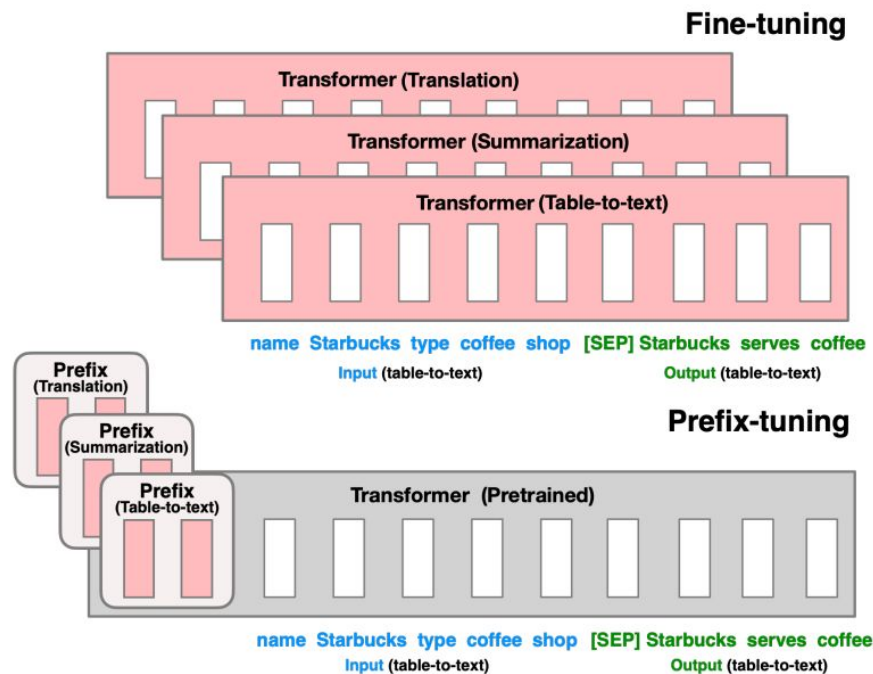 Fine-tuning
Transformer (Translation)
Transformer (Summarization)
Transformer (Table-to-text)
name Starbucks type coffee shop [SEP] Starbucks serves coffee
Input (table-to-text) Output (table-to-text)
Prefix
(Translation)
Prefix-tuning
Prefix
(Summarization)
Prefix
(Table-to-text)
Transformer (Pretrained)
name Starbucks type coffee shop [SEP] Starbucks serves coffee
Input (table-to-text) Output (table-to-text)